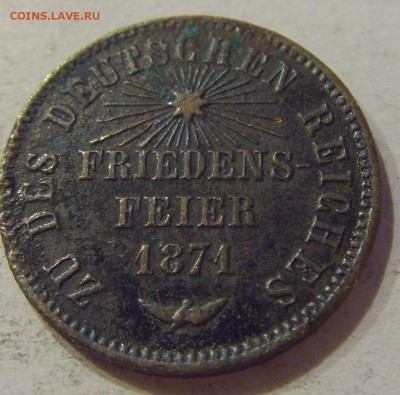 COINS.LAVE.RU
ZU DES DEUTSCHEN REICHES
FRIEDENS-
FEIER
1871